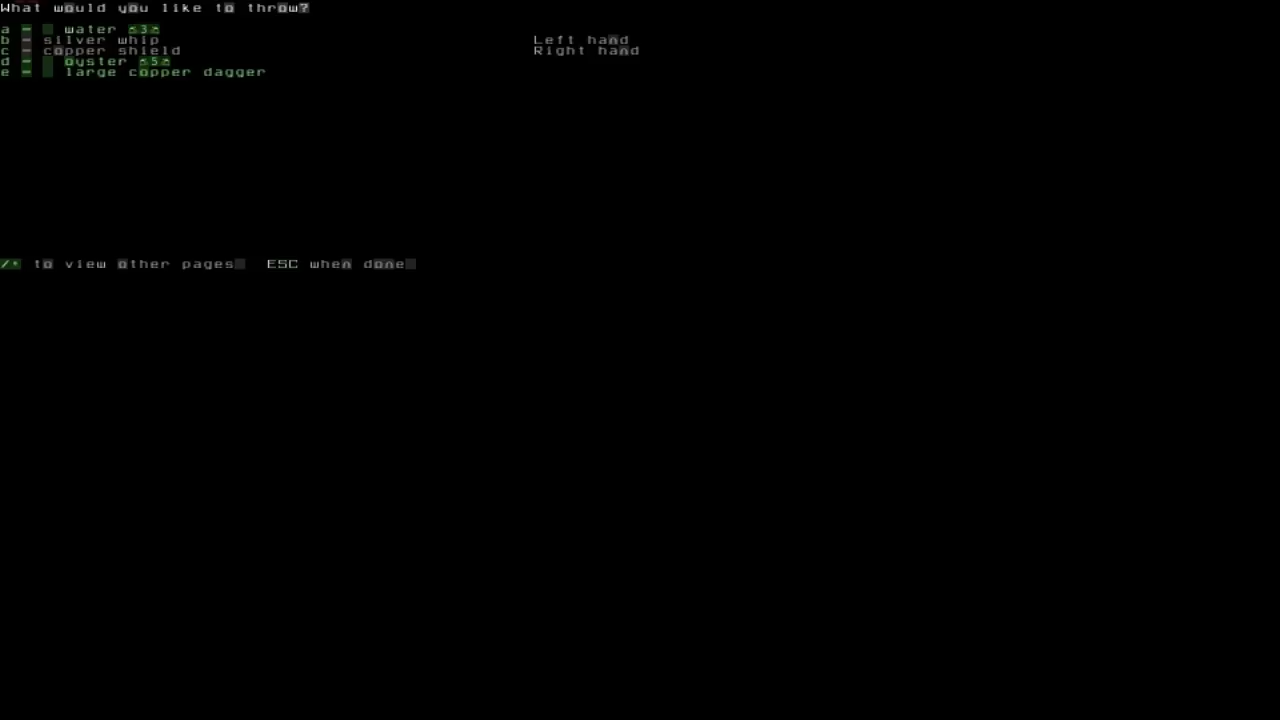 What would you like to throw?
a - water [3]
b - silver whip Left hand
c - copper shield Right hand
d - oyster [5]
e - large copper dagger
/* to view other pages. ESC when done.